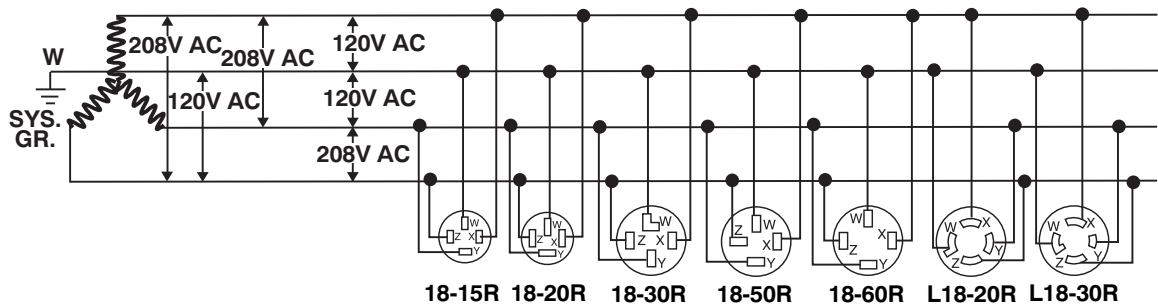 208V AC
208V AC
120V AC
W
120V AC
120V AC
SYS.
GR.
208V AC
W
Z
X
Y
W
Z
X
Y
W
Z
X
Y
W
Z
X
Y
W
Z
X
Y
W
X
Z
Y
W
X
Z
Y
18-15R
18-20R
18-30R
18-50R
18-60R
L18-20R
L18-30R